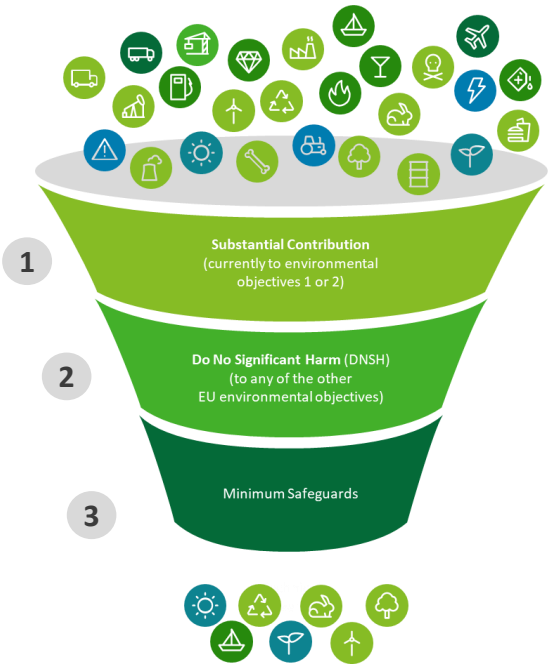 1
Substantial Contribution
(currently to environmental
objectives 1 or 2)
2
Do No Significant Harm (DNSH)
(to any of the other
EU environmental objectives)
3
Minimum Safeguards